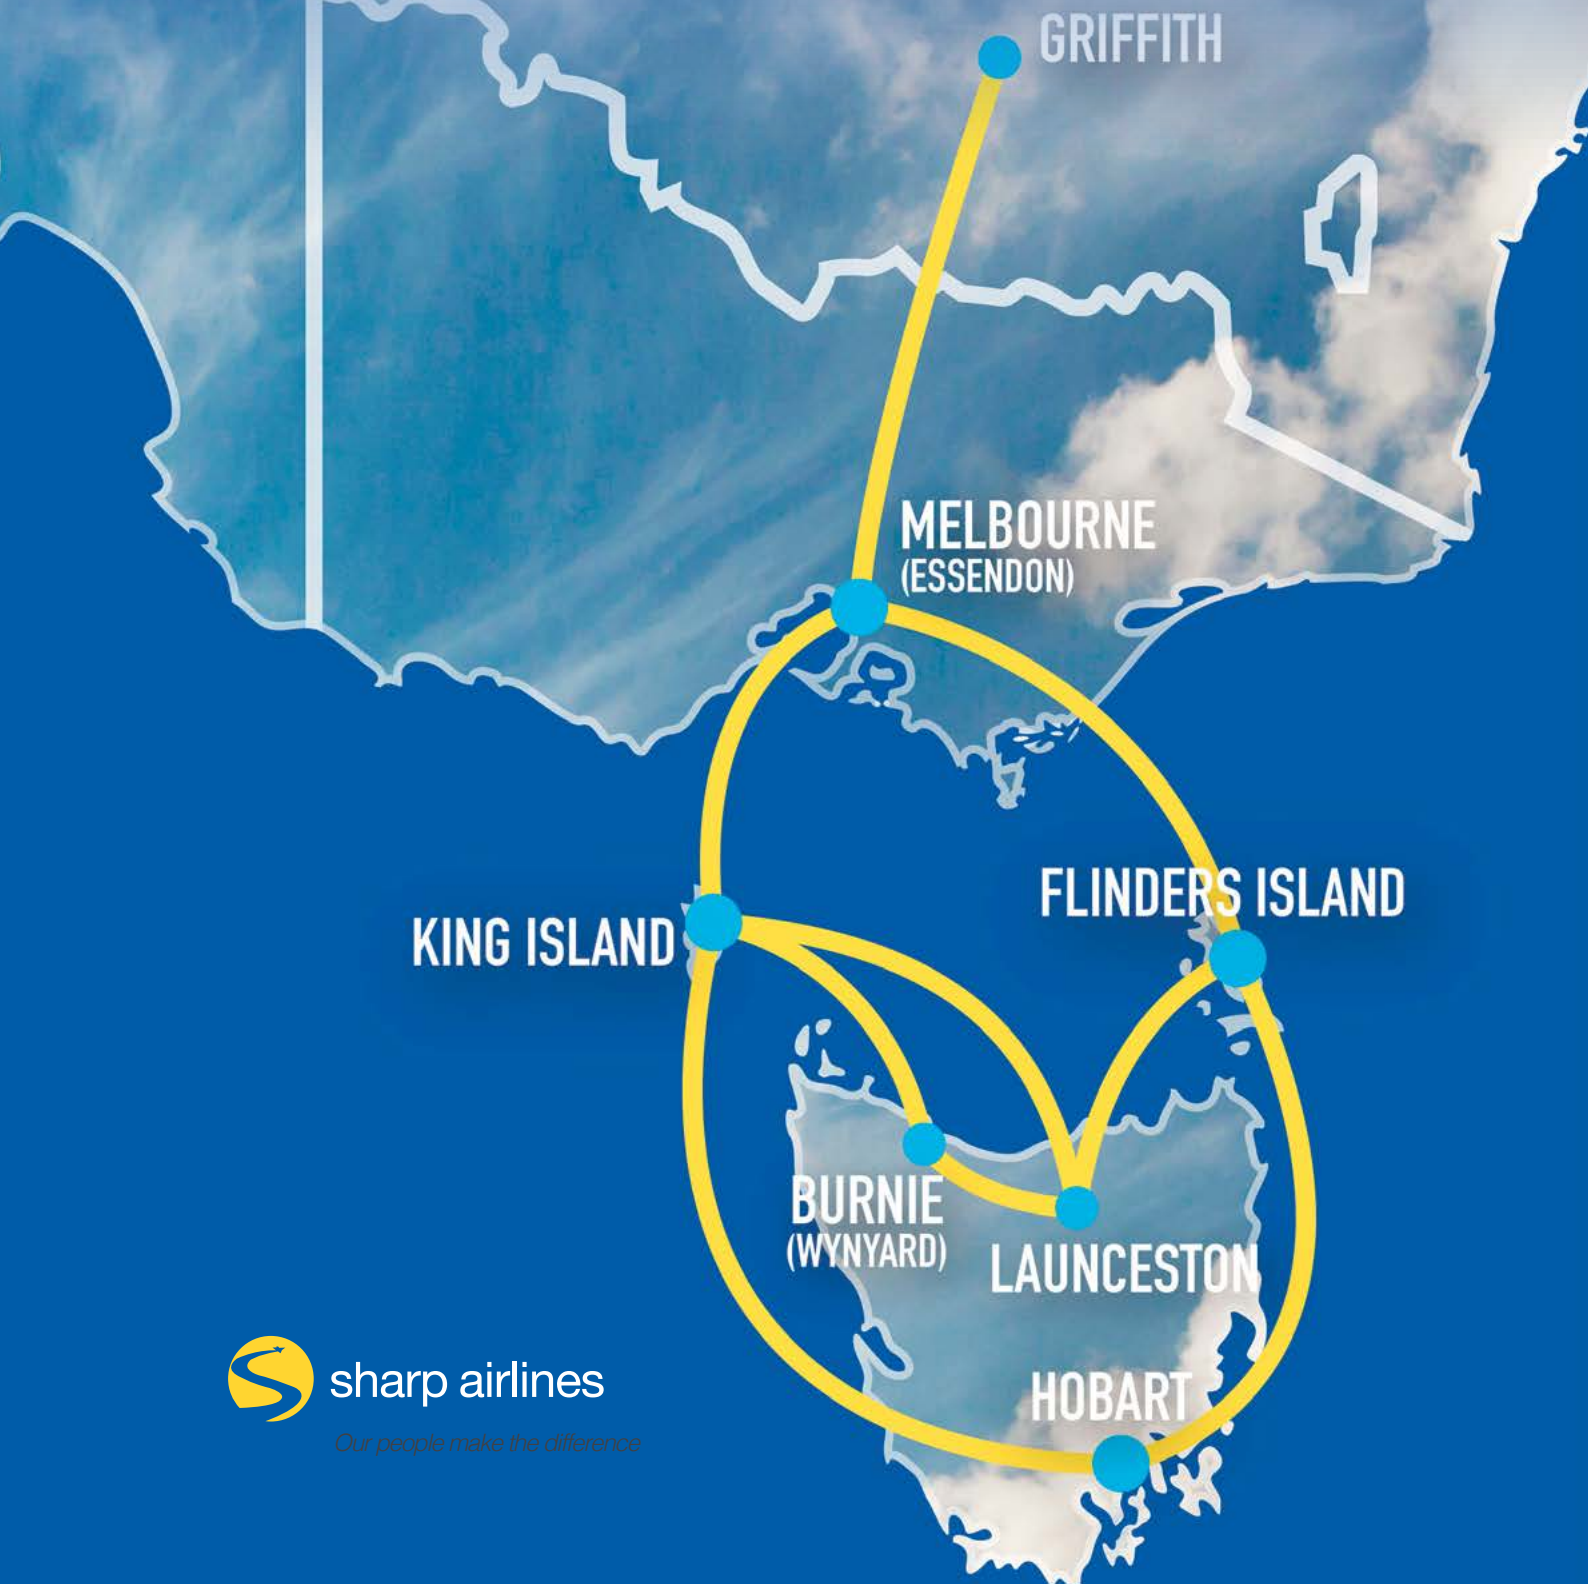 GRIFFITH
MELBOURNE
(ESSENDON)
FLINDERS ISLAND
KING ISLAND
BURNIE
(WYNYARD)
LAUNCESTON
HOBART
sharp airlines
Our people make the difference